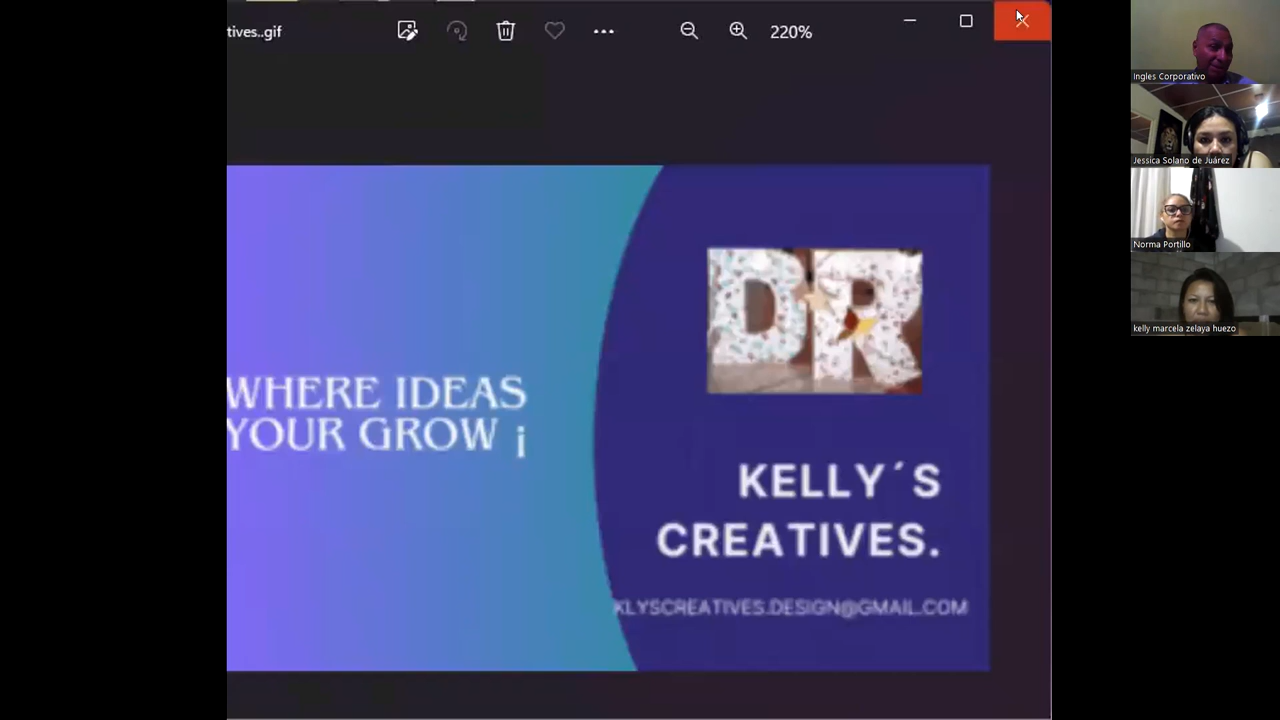 tives..gif
220%
WHERE IDEAS
YOUR GROW ¡
DR
KELLY´S
CREATIVES.
KLYSCREATIVES.DESIGN@GMAIL.COM
Ingles Corporativo
Jessica Solano de Juárez
Norma Portillo
kelly marcela zelaya huezo